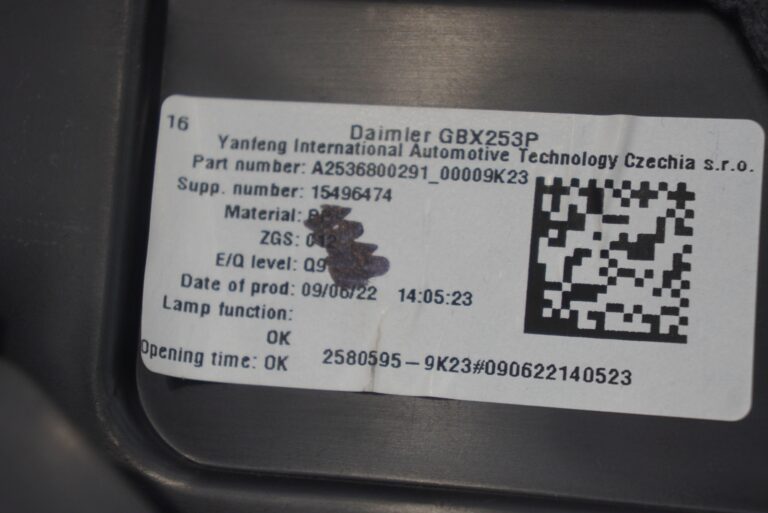 16
Daimler GBX253P
Yanfeng International Automotive Technology Czechia s.r.o.
Part number: A2536800291_00009K23
Supp. number: 15496474
Material:
ZGS:
E/Q level: Q9
Date of prod: 09/06/22 14:05:23
Lamp function:
OK
Opening time: OK
2580595-9K23#090622140523